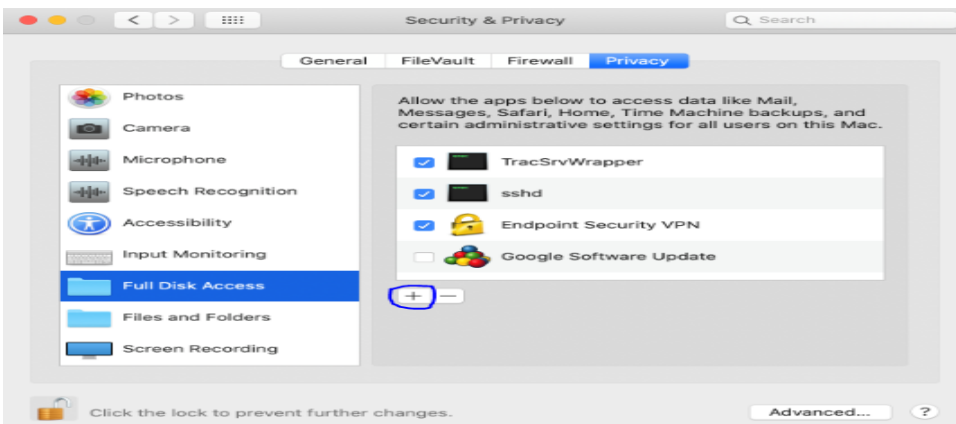 Security & Privacy
Search
General FileVault Firewall Privacy
Photos
Camera
Microphone
Speech Recognition
Accessibility
Input Monitoring
Full Disk Access
Files and Folders
Screen Recording
Allow the apps below to access data like Mail,
Messages, Safari, Home, Time Machine backups, and
certain administrative settings for all users on this Mac.
TracSrvWrapper
sshd
Endpoint Security VPN
Google Software Update
+ −
Click the lock to prevent further changes.
Advanced... ?